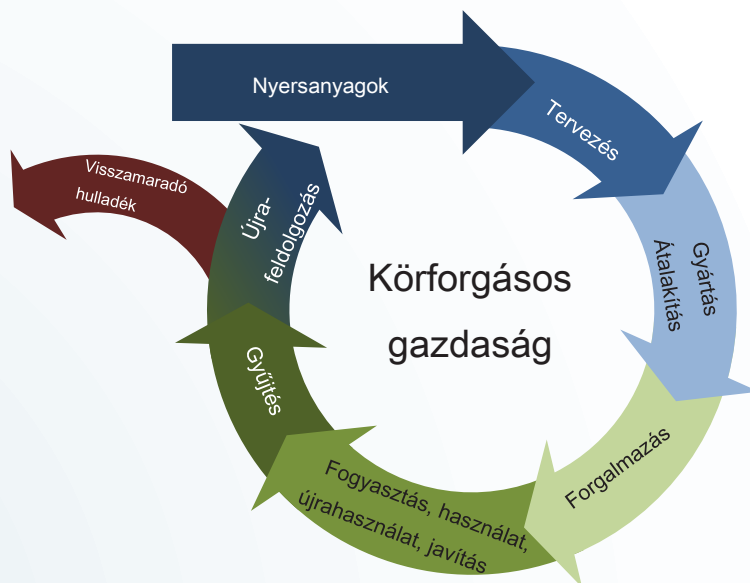 Nyersanyagok
Tervezés
Gyártás
Átalakítás
Forgalmazás
Fogyasztás, használat,
újrahasználat, javítás
Gyűjtés
Újra-
feldolgozás
Visszamaradó
hulladék
Körforgásos
gazdaság